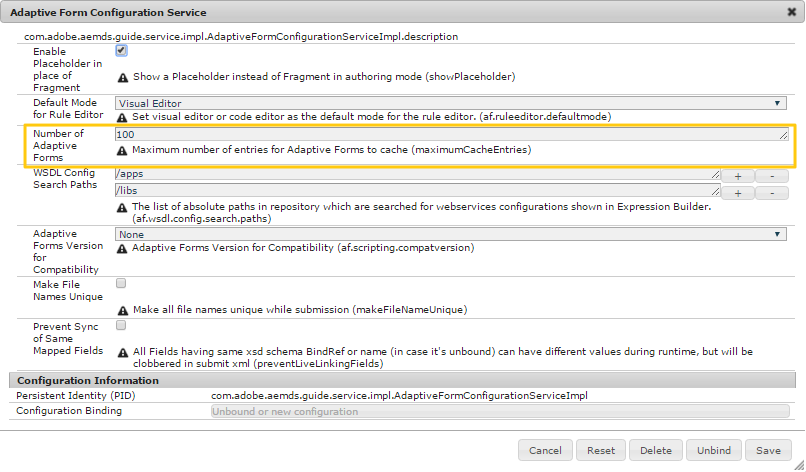 Adaptive Form Configuration Service
com.adobe.aemds.guide.service.impl.AdaptiveFormConfigurationServiceImpl.description
Enable
Placeholder in
place of
Fragment
Show a Placeholder instead of Fragment in authoring mode (showPlaceholder)
Default Mode
for Rule Editor
Visual Editor
Set visual editor or code editor as the default mode for the rule editor. (af.ruleeditor.defaultmode)
Number of
Adaptive
Forms
100
Maximum number of entries for Adaptive Forms to cache (maximumCacheEntries)
WSDL Config
Search Paths
/apps
+ -
/libs
+ -
The list of absolute paths in repository which are searched for webservices configurations shown in Expression Builder.
(af.wsdl.config.search.paths)
Adaptive
Forms Version
for
Compatibility
None
Adaptive Forms Version for Compatibility (af.scripting.compatversion)
Make File
Names Unique
Make all file names unique while submission (makeFileNameUnique)
Prevent Sync
of Same
Mapped Fields
All Fields having same xsd schema BindRef or name (in case it's unbound) can have different values during runtime, but will be
clobbered in submit xml (preventLiveLinkingFields)
Configuration Information
Persistent Identity (PID) com.adobe.aemds.guide.service.impl.AdaptiveFormConfigurationServiceImpl
Configuration Binding Unbound or new configuration
Cancel Reset Delete Unbind Save